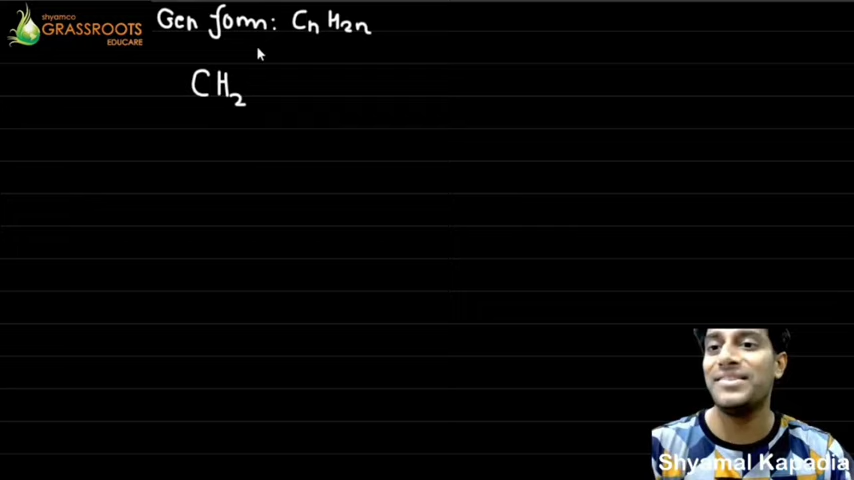 shyamco
GRASSROOTS
EDUCARE
Gen form: CnH2n
CH2
Shyamal Kapadia